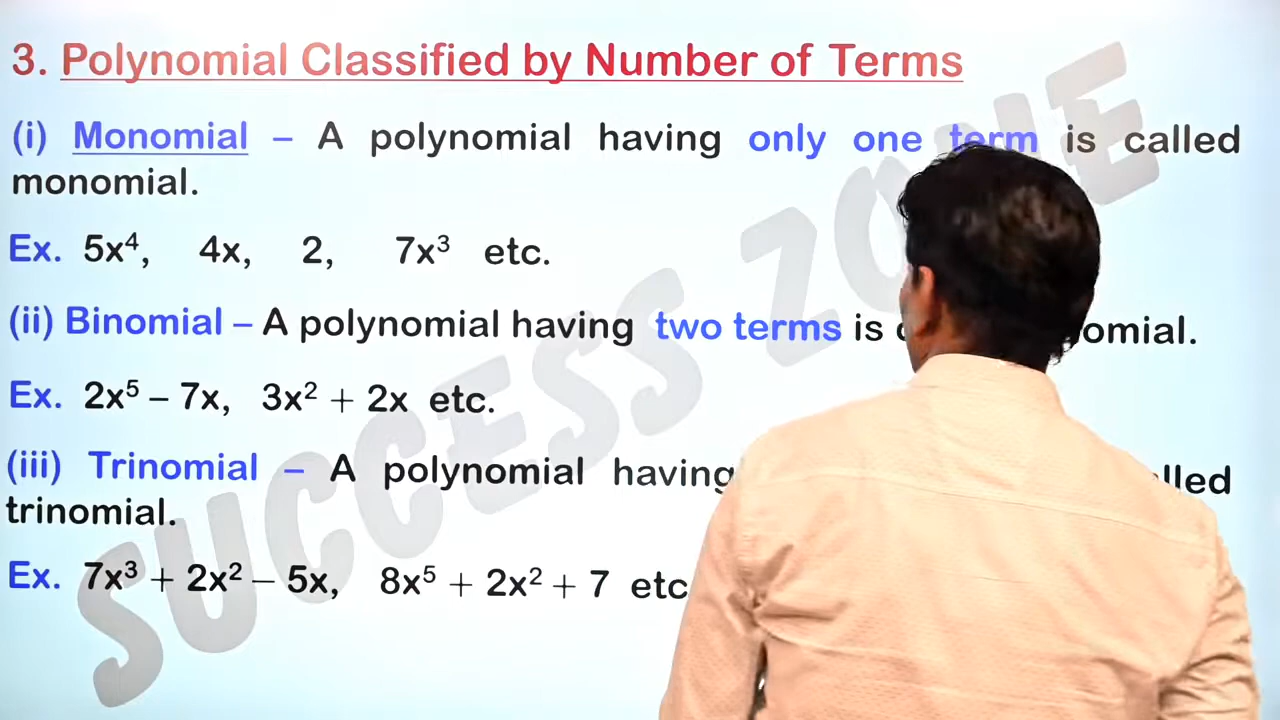 3. Polynomial Classified by Number of Terms
(i) Monomial – A polynomial having only one term is called
monomial.
Ex. 5x⁴, 4x, 2, 7x³ etc.
(ii) Binomial – A polynomial having two terms is omial.
Ex. 2x⁵ – 7x, 3x² + 2x etc.
(iii) Trinomial – A polynomial having lled
trinomial.
Ex. 7x³ + 2x² – 5x, 8x⁵ + 2x² + 7 etc
SUCCESS ZONE